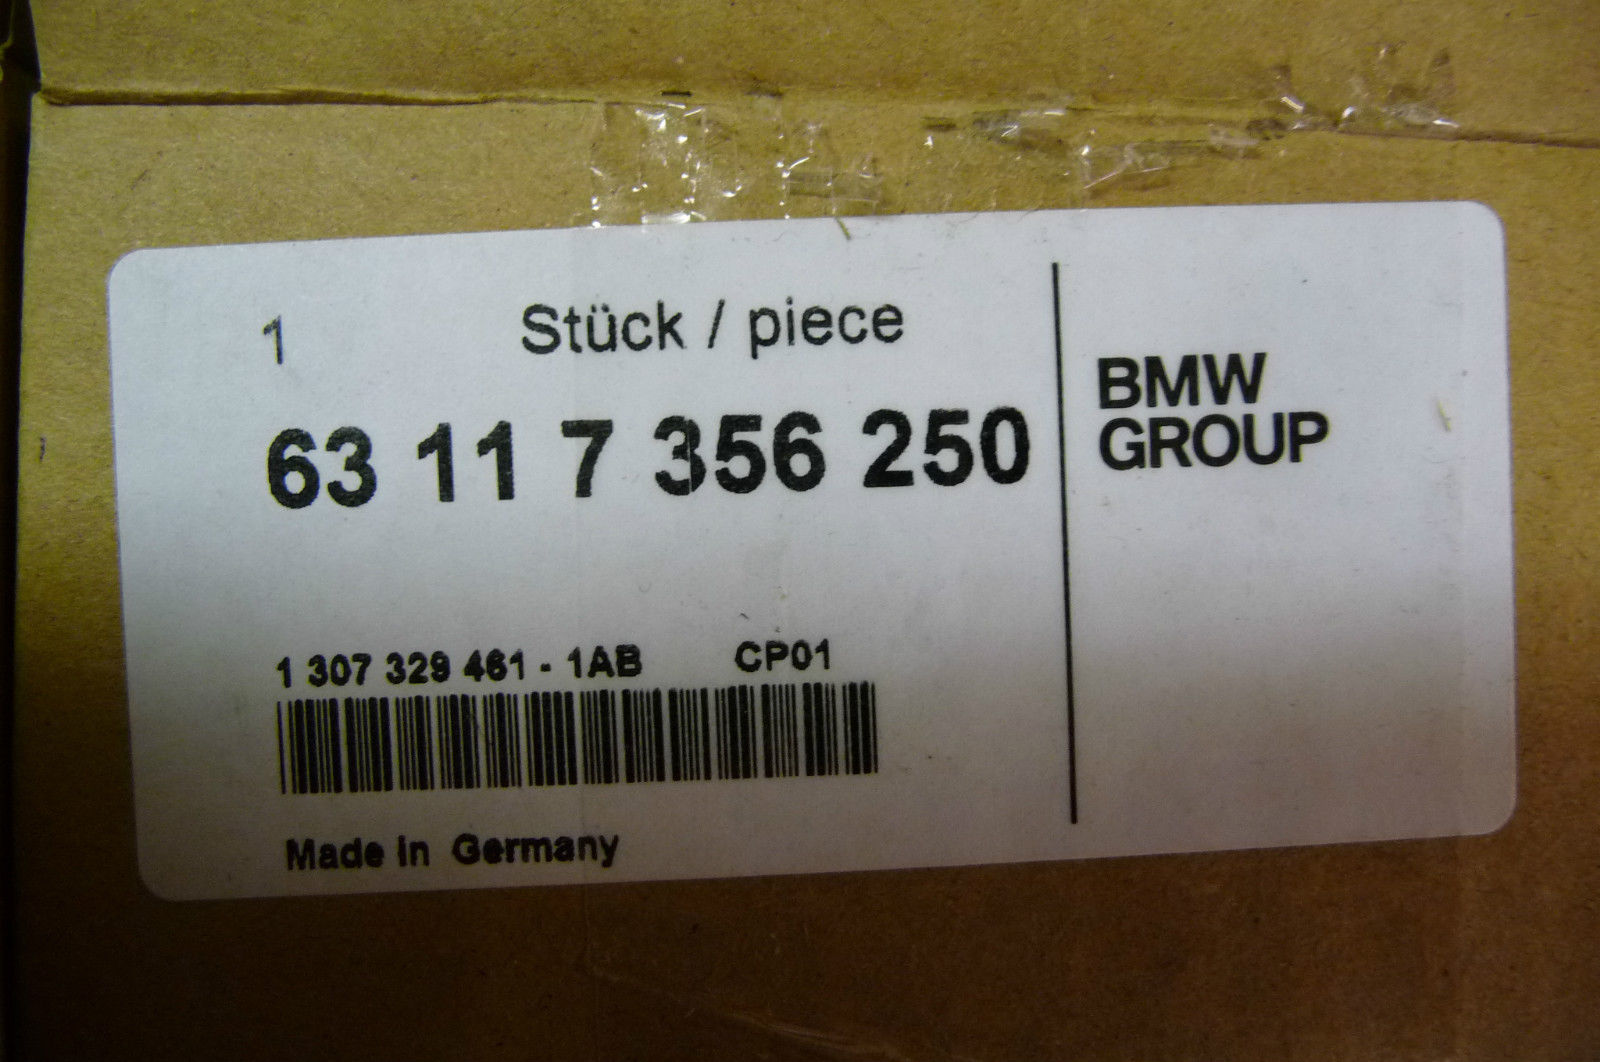 1 Stück / piece
63 11 7 356 250
BMW
GROUP
1 307 329 461 - 1AB CP01
Made in Germany